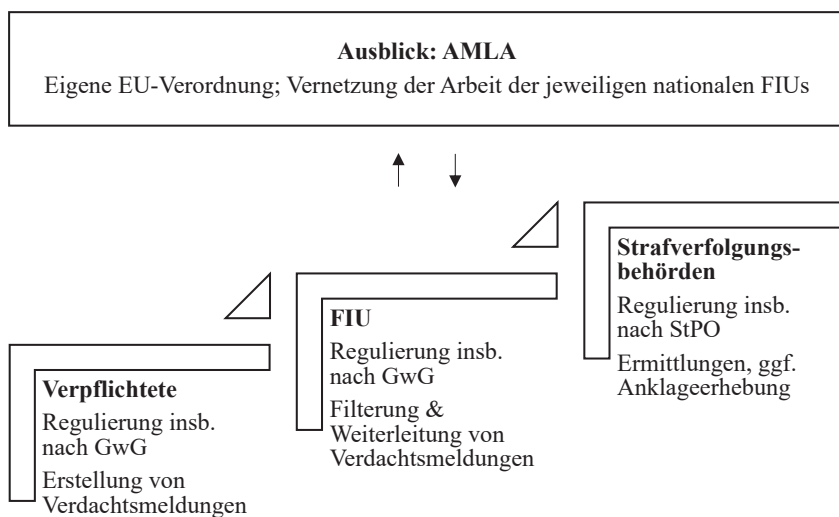 Ausblick: AMLA
Eigene EU-Verordnung; Vernetzung der Arbeit der jeweiligen nationalen FIUs
Verpflichtete
Regulierung insb.
nach GwG
Erstellung von
Verdachtsmeldungen
FIU
Regulierung insb.
nach GwG
Filterung &
Weiterleitung von
Verdachtsmeldungen
Strafverfolgungs-
behörden
Regulierung insb.
nach StPO
Ermittlungen, ggf.
Anklageerhebung